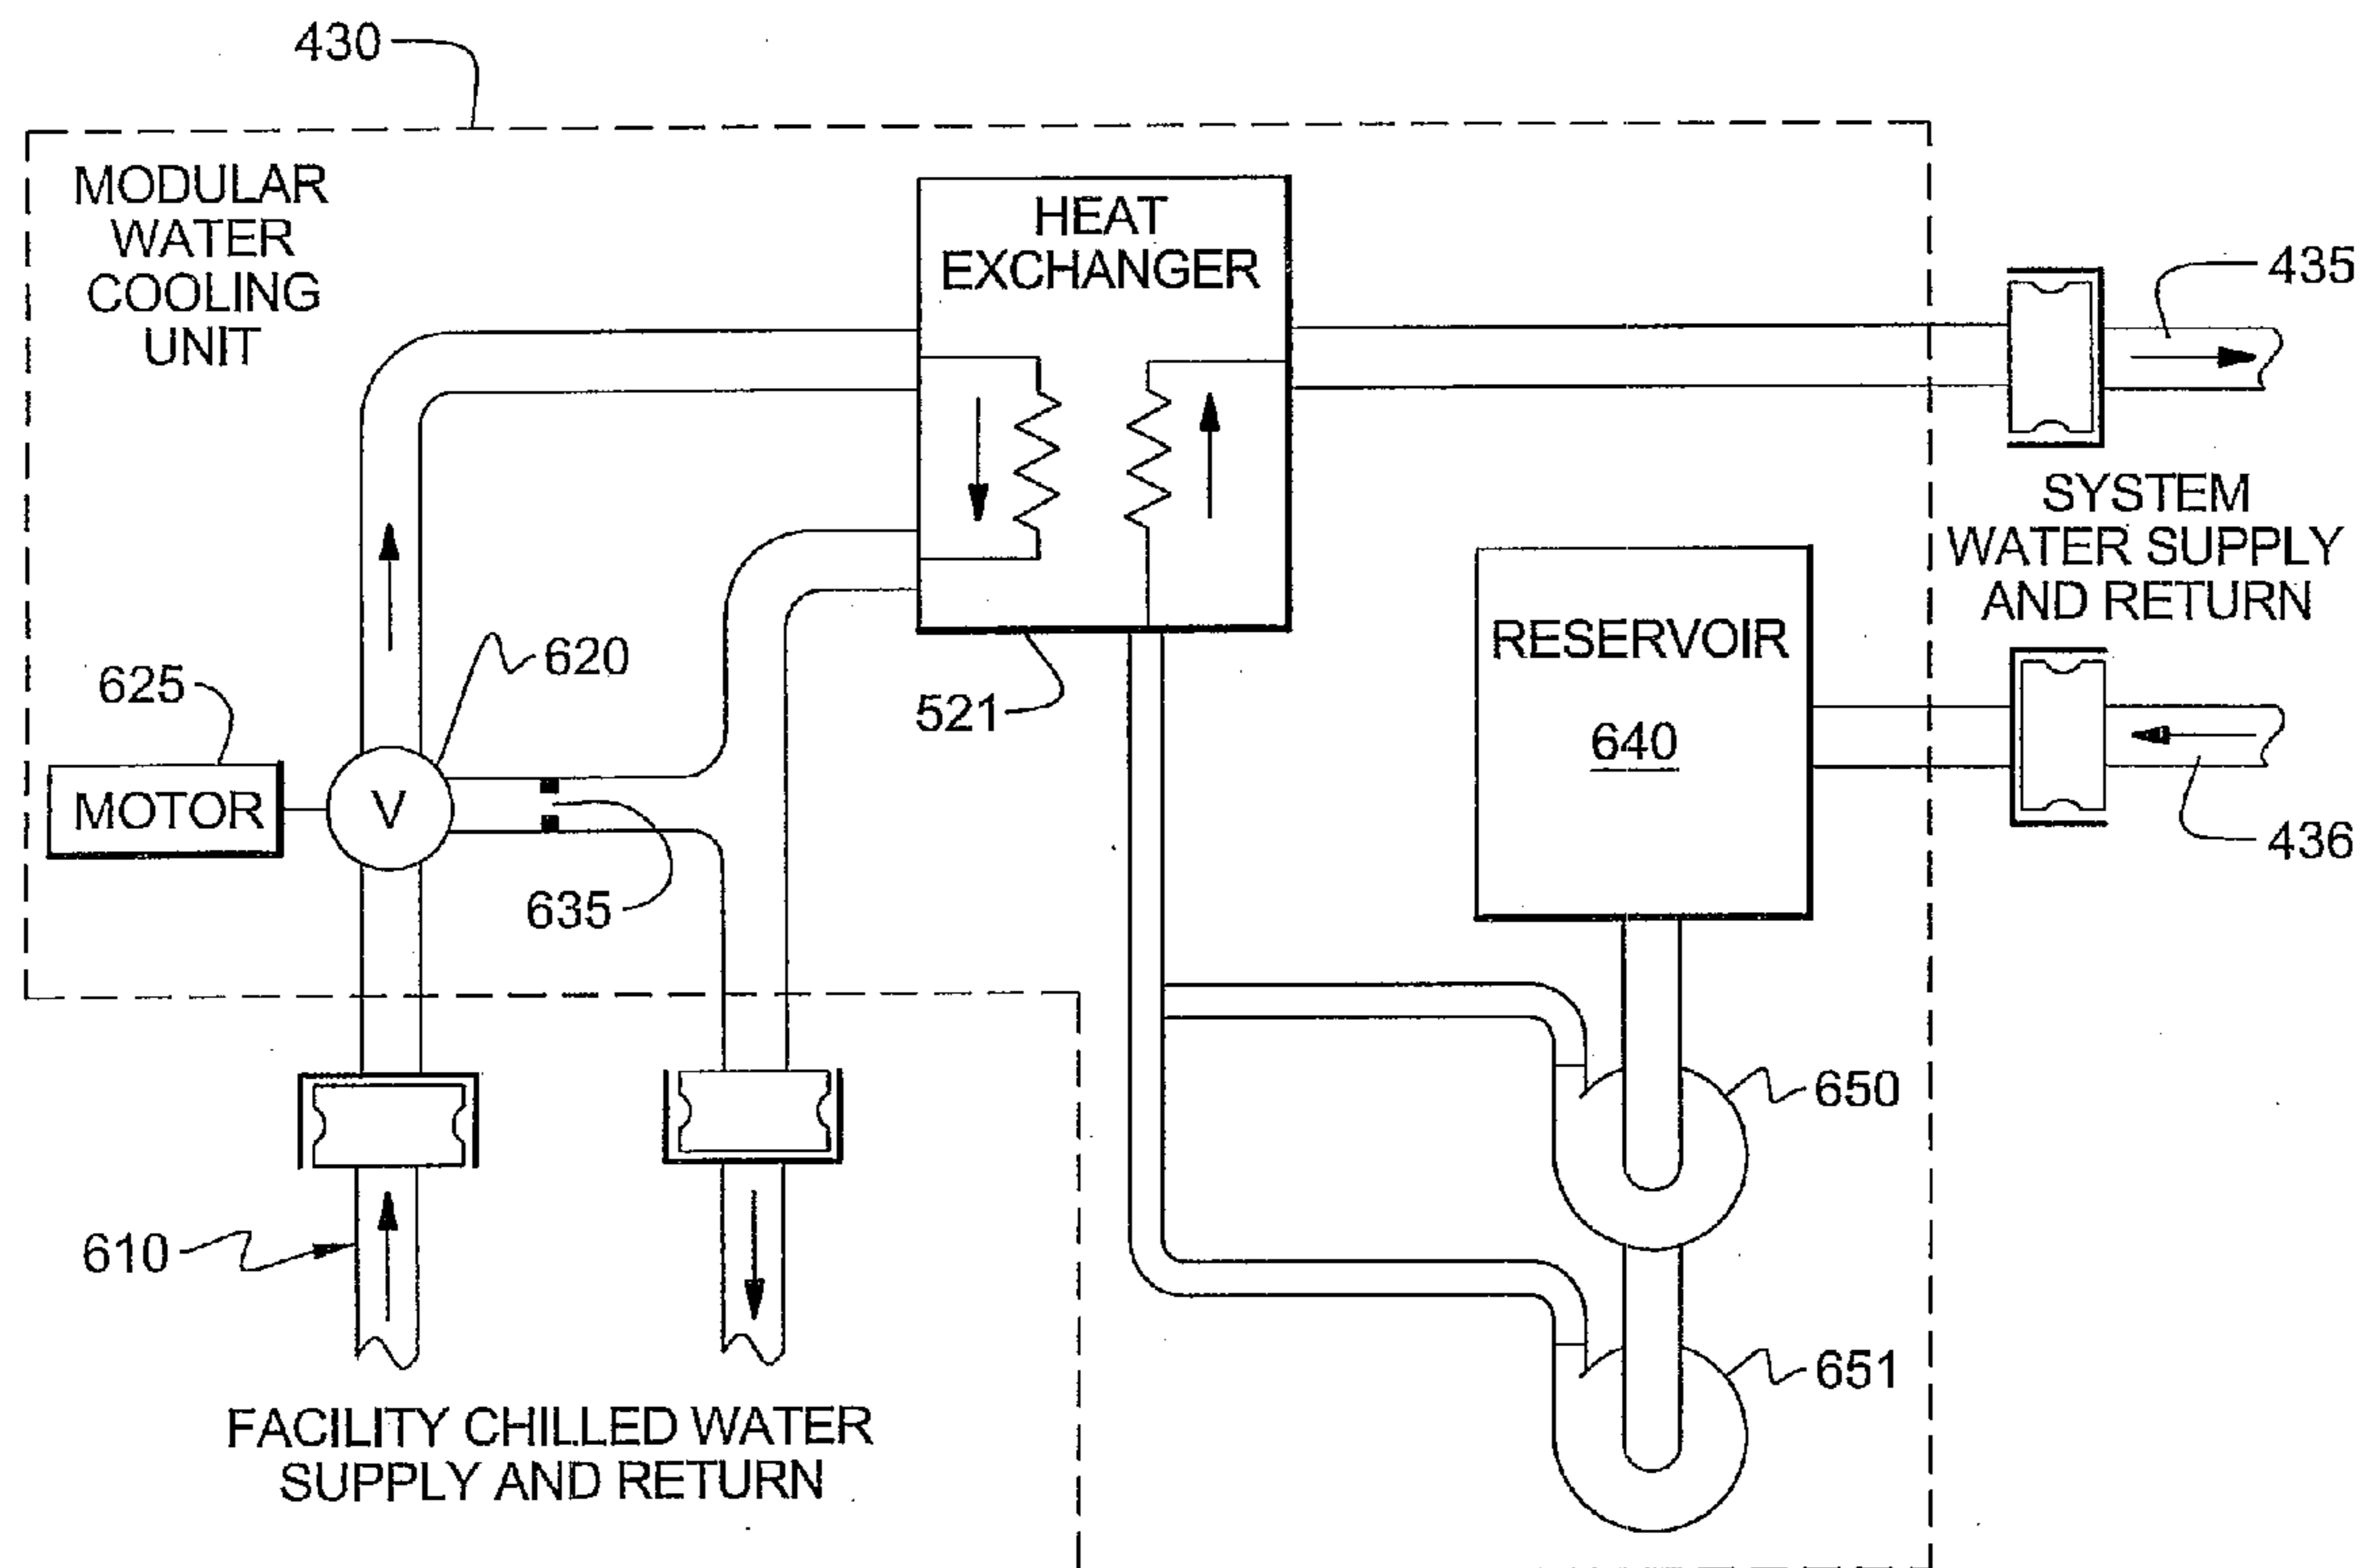 430
MODULAR
WATER
COOLING
UNIT
HEAT
EXCHANGER
435
SYSTEM
WATER SUPPLY
AND RETURN
RESERVOIR
640
620
625
521
MOTOR
V
635
436
650
610
651
FACILITY CHILLED WATER
SUPPLY AND RETURN